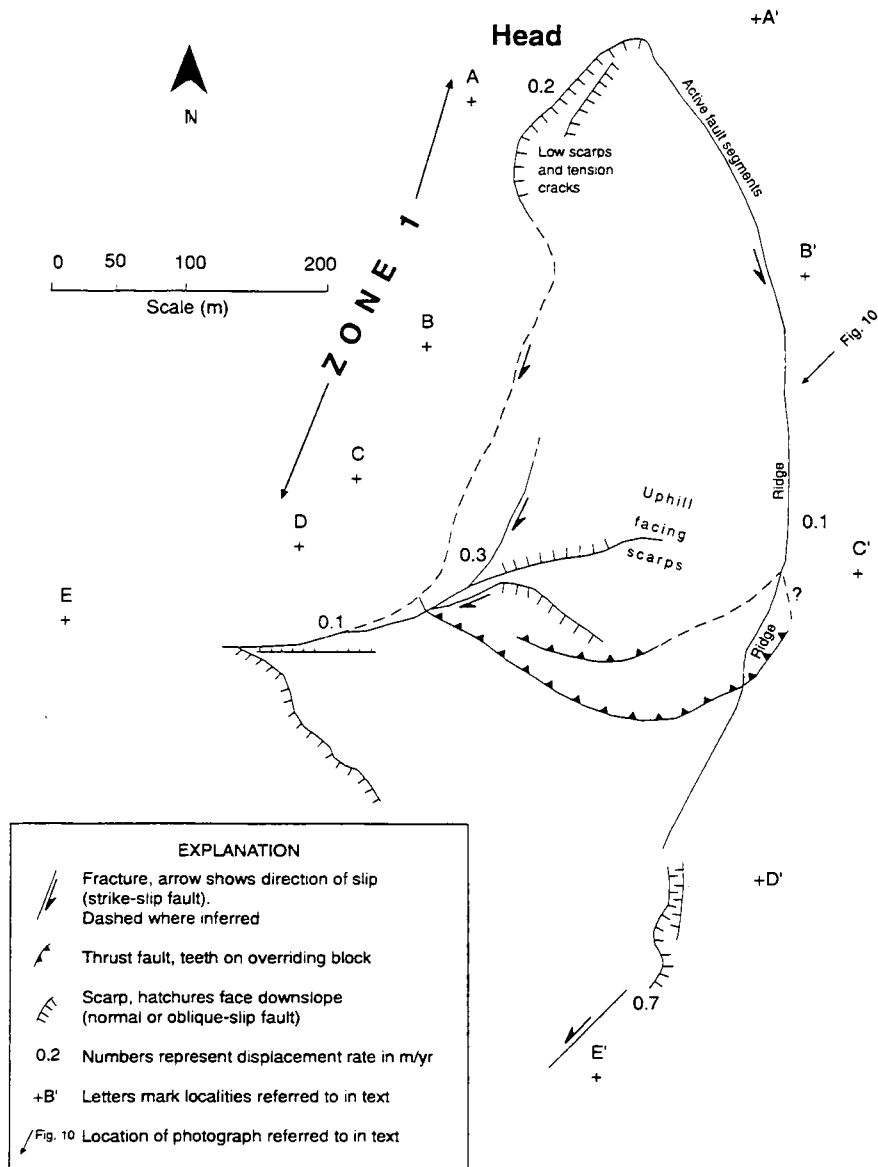 +A'
Head
A
+
0.2
N
Active fault segments
Low scarps
and tension
cracks
ZONE 1
0 50 100 200
Scale (m)
B'
+
Fig. 10
B
+
C
+
Ridge
Uphill
facing
scarps
0.1
D
+
0.3
C'
+
E
+
0.1
?
Ridge
+D'
0.7
E'
+
EXPLANATION
Fracture, arrow shows direction of slip
(strike-slip fault).
Dashed where inferred
Thrust fault, teeth on overriding block
Scarp, hatchures face downslope
(normal or oblique-slip fault)
0.2 Numbers represent displacement rate in m/yr
+B' Letters mark localities referred to in text
Fig. 10 Location of photograph referred to in text